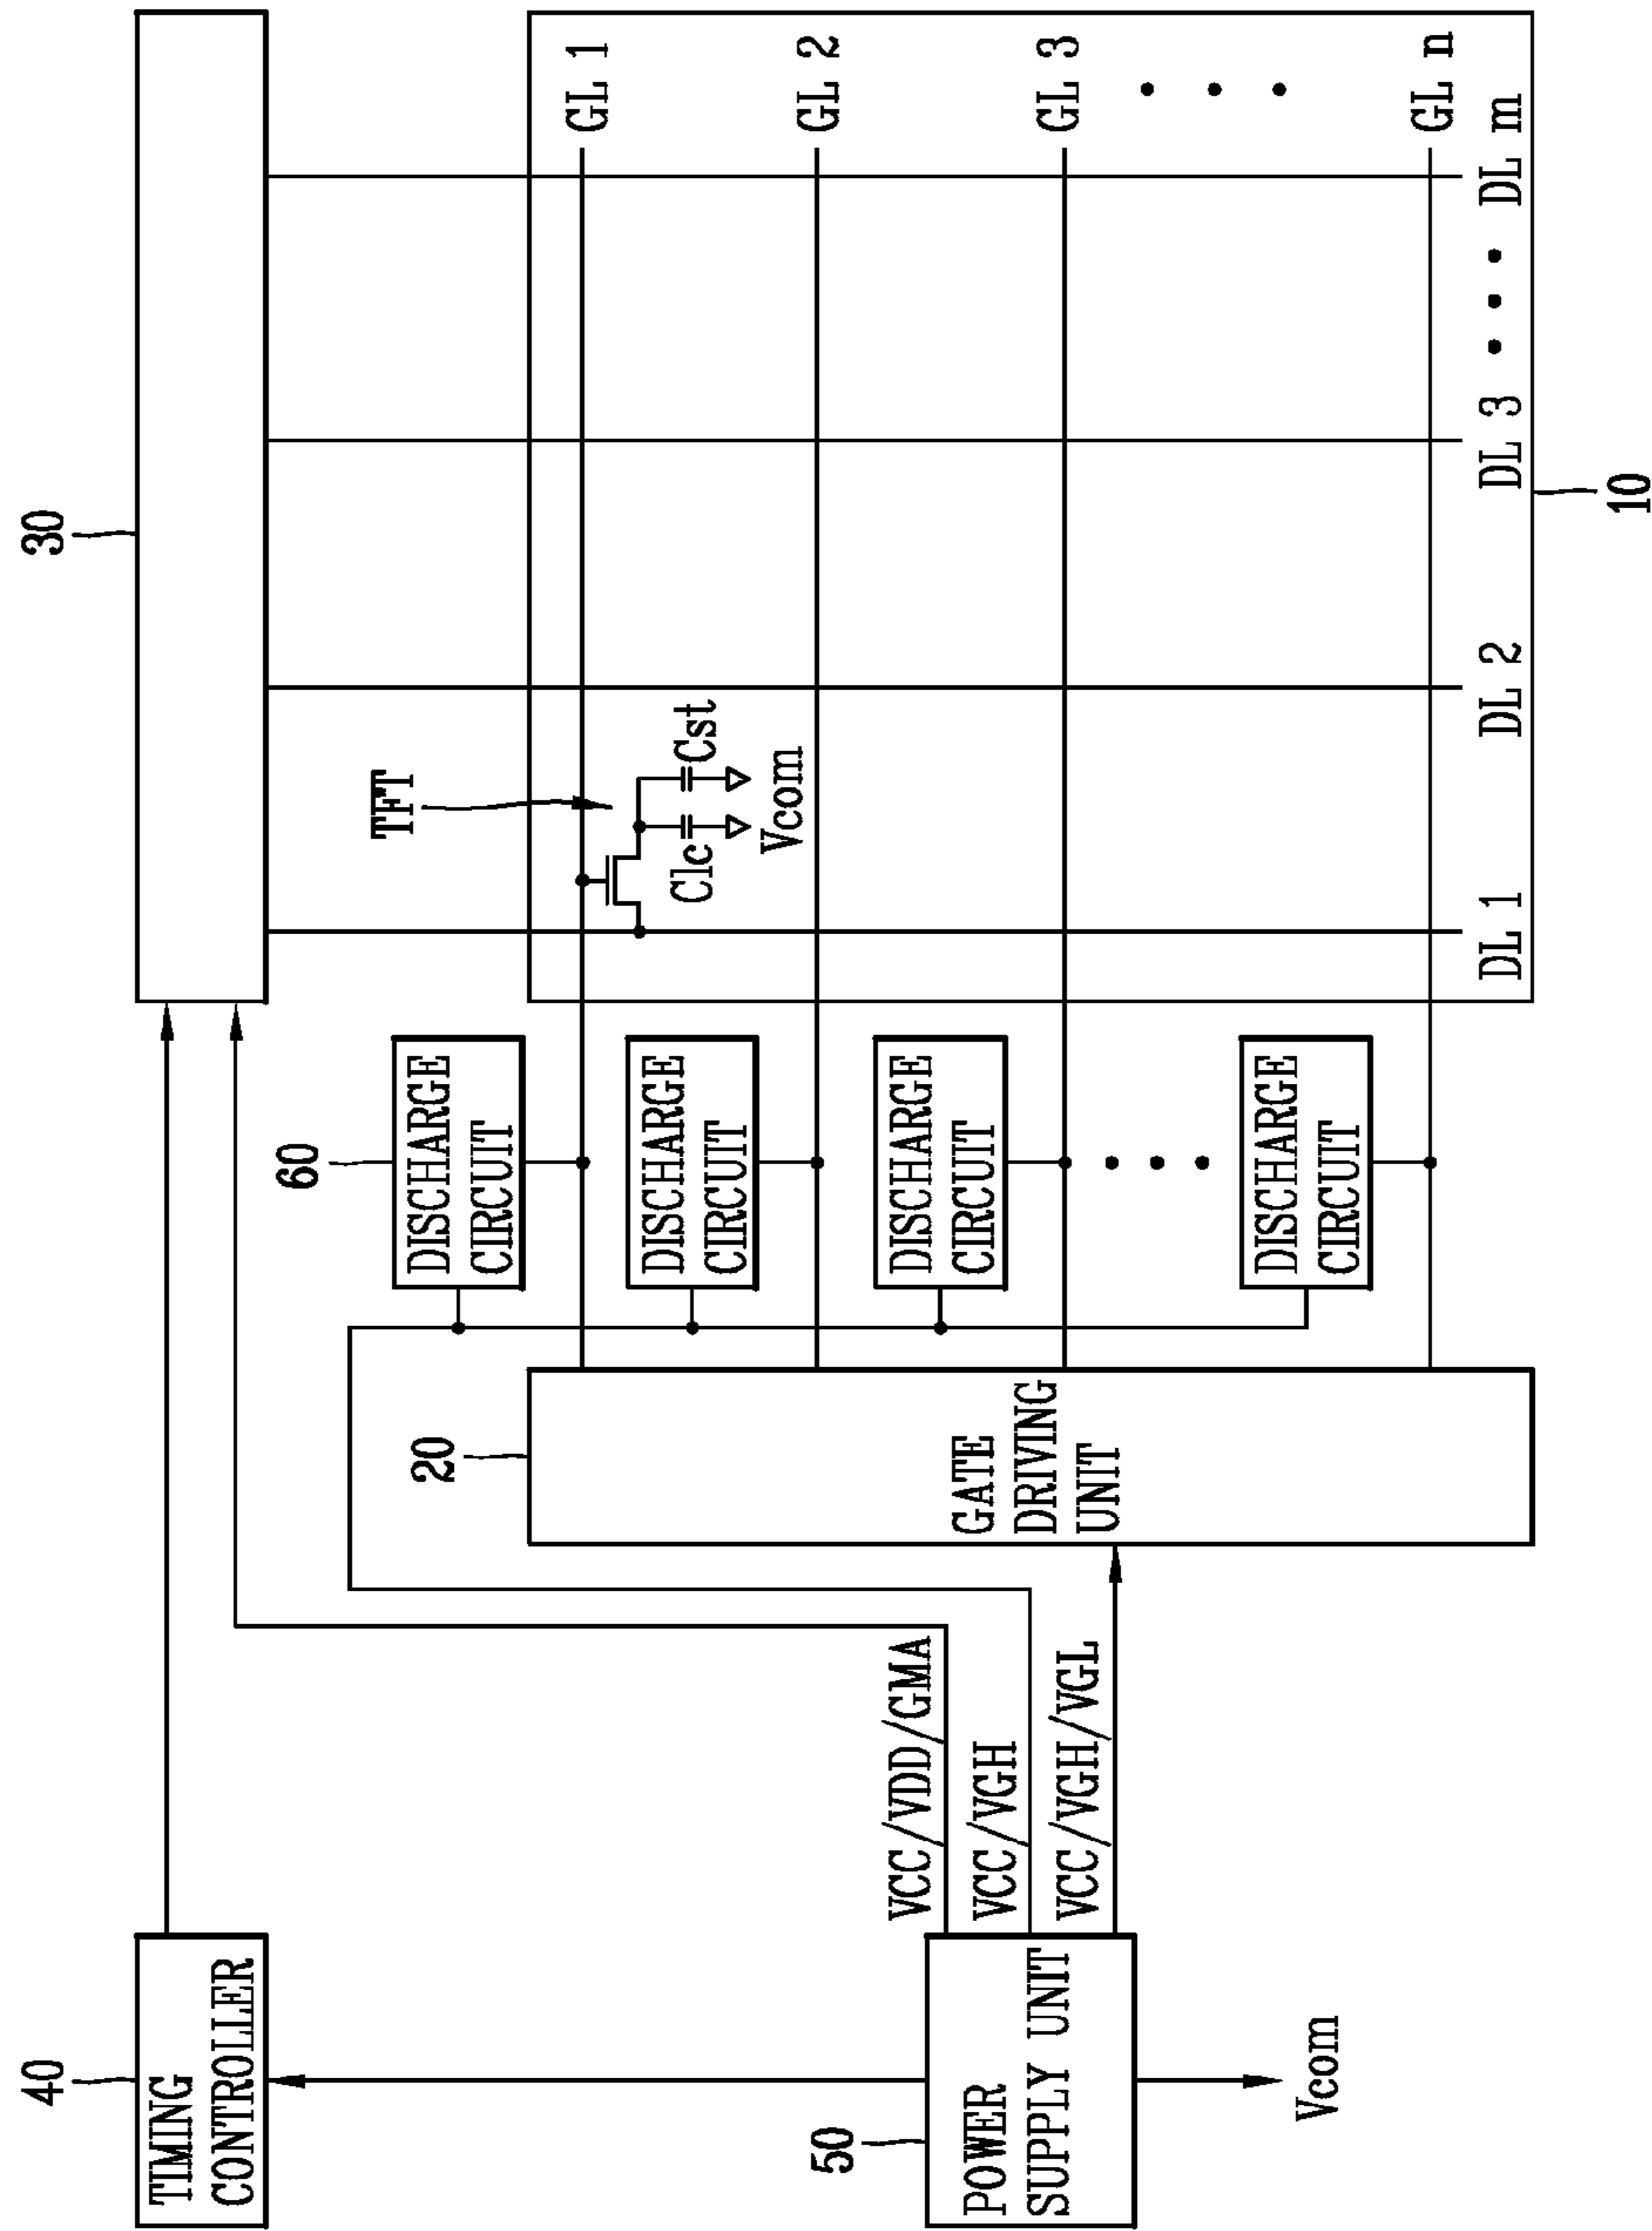 40
TIMING
CONTROLLER
30
60
DISCHARGE
CIRCUIT
TFT
GL 1
Clc
Cst
Vcom
DISCHARGE
CIRCUIT
GL 2
DISCHARGE
CIRCUIT
GL 3
DISCHARGE
CIRCUIT
GL n
20
GATE
DRIVING
UNIT
50
POWER
SUPPLY UNIT
VCC/VDD/GMA
VCC/VGH
VCC/VGH/VGL
Vcom
DL 1
DL 2
DL 3
DL m
10